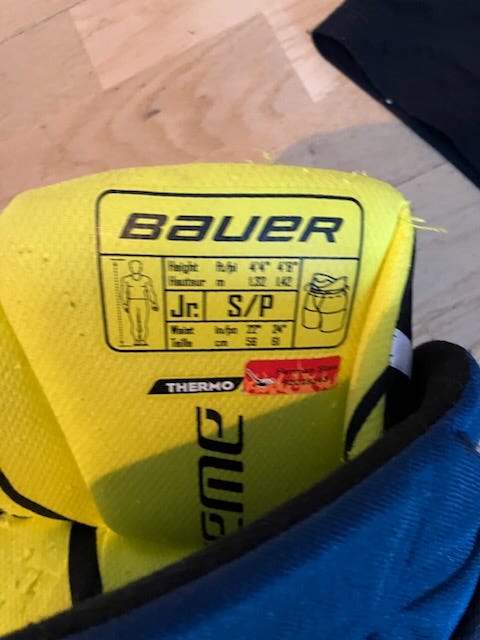 BAUER
Height ft/pi 4'4" 4'8"
Hauteur m 1.32 1.42
Jr. S/P
Waist in/po 22" 24"
Taille cm 56 61
THERMO